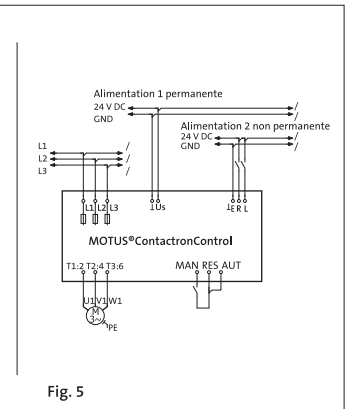 Alimentation 1 permanente
24 V DC
GND
Alimentation 2 non permanente
24 V DC
GND
L1
L2
L3
L1 L2 L3
⊥ Us
⊥E R L
MOTUS®ContactronControl
T1:2 T2:4 T3:6
MAN RES AUT
U1 V1 W1
M
3~
PE
Fig. 5